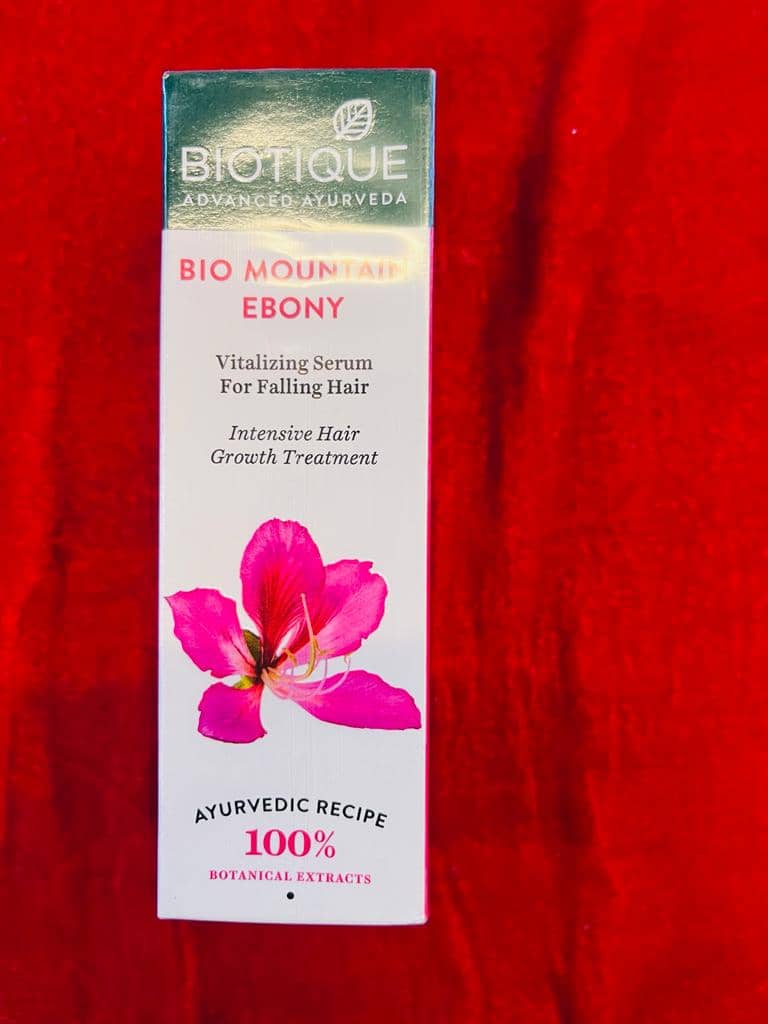 BIOTIQUE
ADVANCED AYURVEDA
BIO MOUNTAIN
EBONY
Vitalizing Serum
For Falling Hair
Intensive Hair
Growth Treatment
AYURVEDIC RECIPE
100%
BOTANICAL EXTRACTS